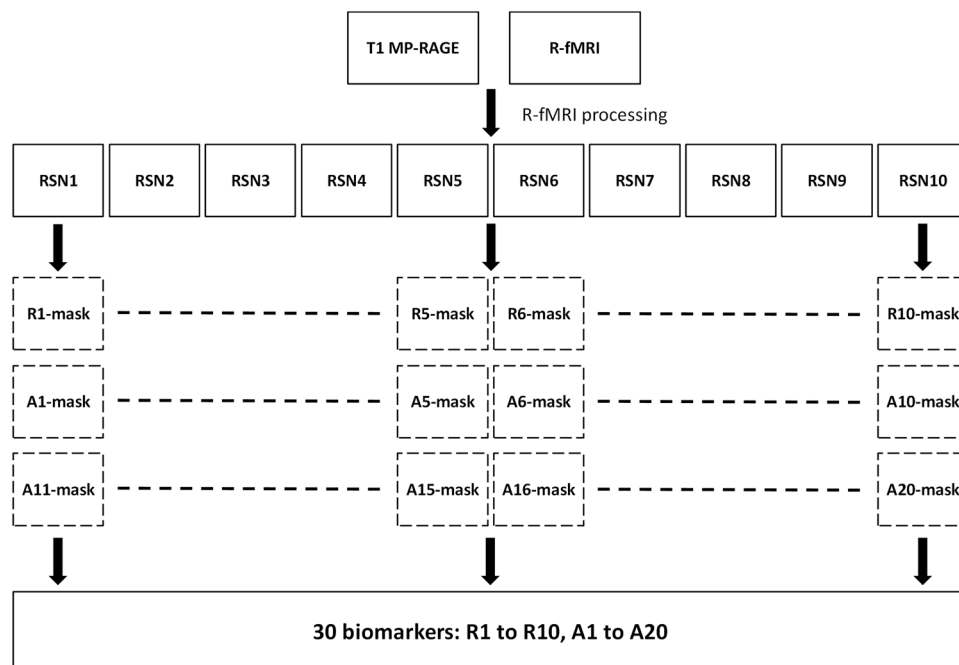 T1 MP-RAGE
R-fMRI
R-fMRI processing
RSN1
RSN2
RSN3
RSN4
RSN5
RSN6
RSN7
RSN8
RSN9
RSN10
R1-mask
R5-mask
R6-mask
R10-mask
A1-mask
A5-mask
A6-mask
A10-mask
A11-mask
A15-mask
A16-mask
A20-mask
30 biomarkers: R1 to R10, A1 to A20